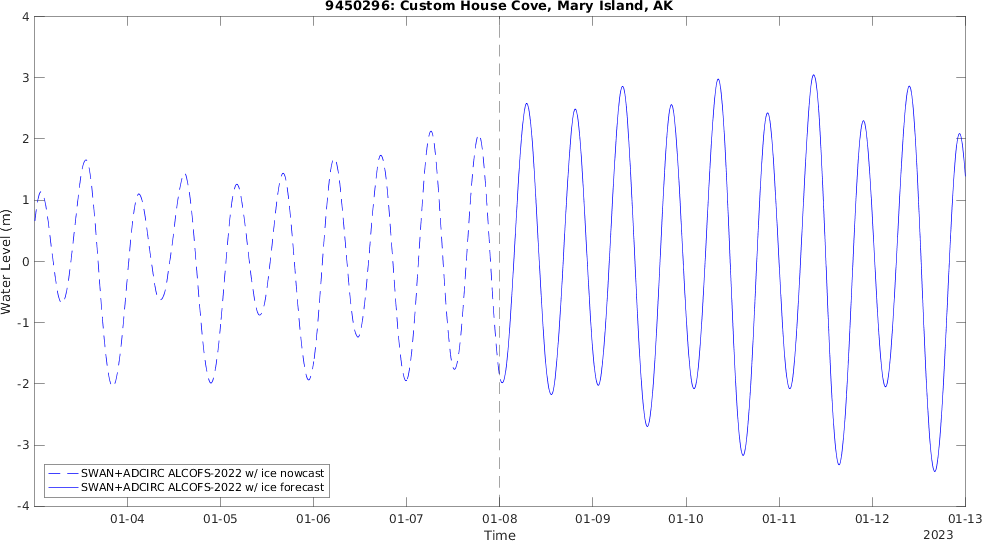 9450296: Custom House Cove, Mary Island, AK
4
3
2
1
0
-1
-2
-3
-4
Water Level (m)
SWAN+ADCIRC ALCOFS-2022 w/ ice nowcast
SWAN+ADCIRC ALCOFS-2022 w/ ice forecast
01-04 01-05 01-06 01-07 01-08 01-09 01-10 01-11 01-12 01-13
Time
2023